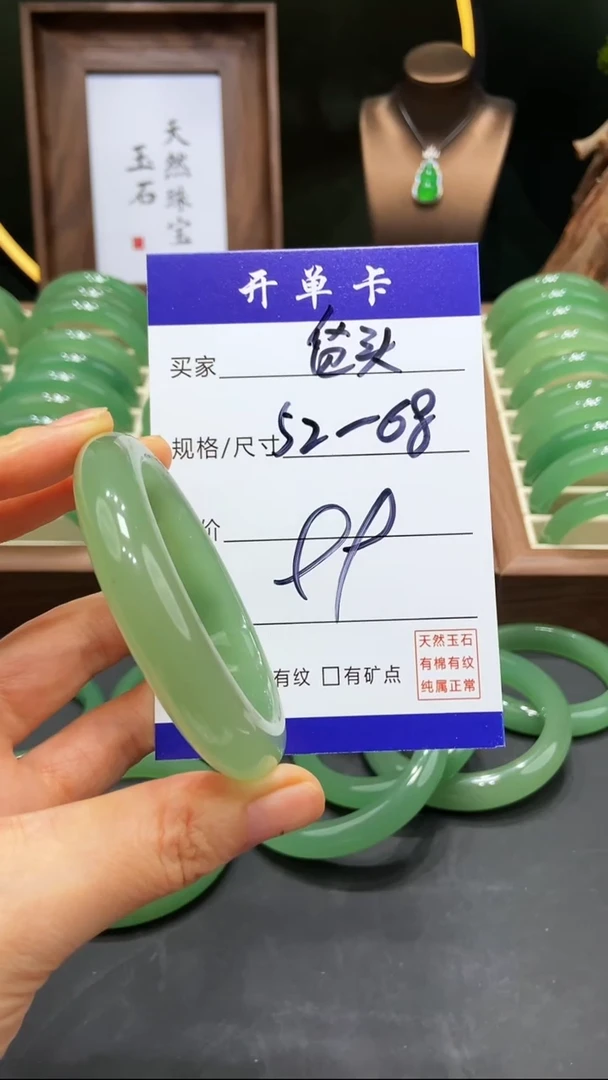 天然珠宝
玉石
开单卡
买家
规格/尺寸 52-68
价
有纹 □有矿点
天然玉石
有棉有纹
纯属正常